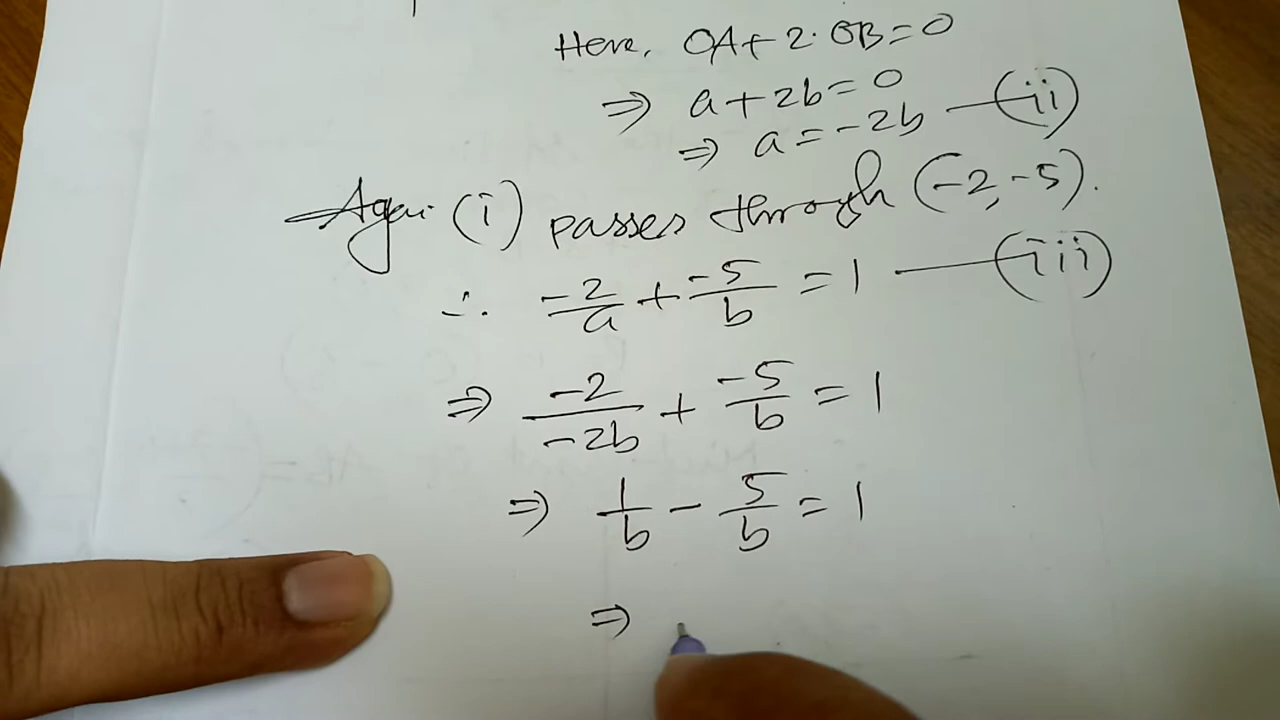 Here, OA+2·OB=0
⇒ a+2b=0
⇒ a=-2b — (ii)
Agai (i) passes through (-2,-5).
∴ -2/a + -5/b = 1 — (iii)
⇒ -2/-2b + -5/b = 1
⇒ 1/b - 5/b = 1
⇒